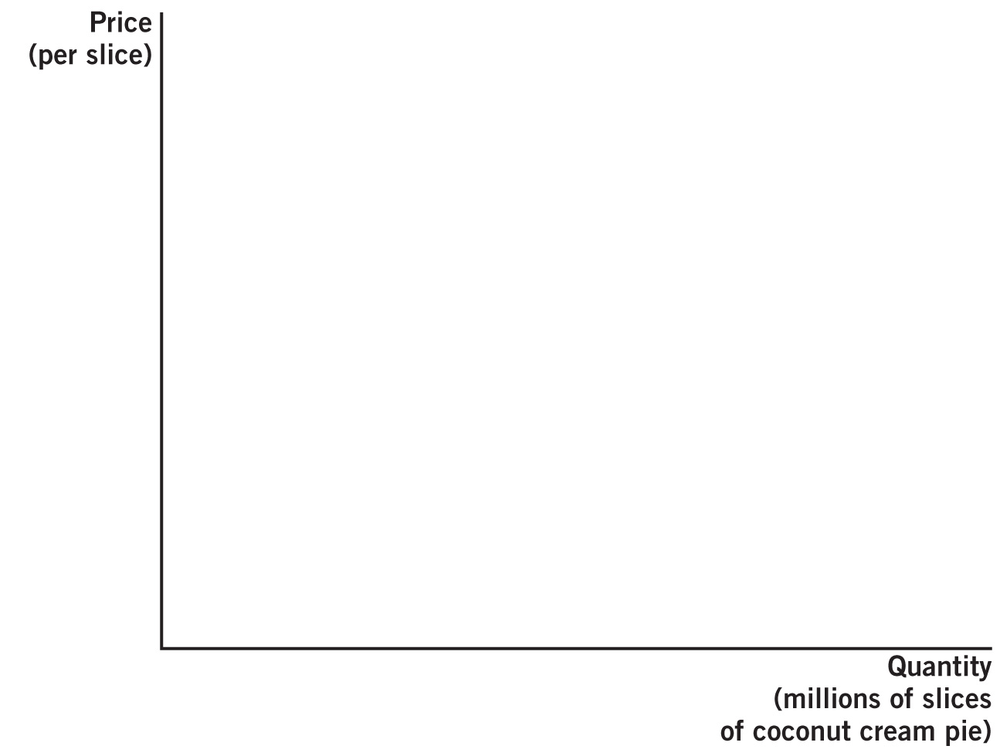 Price
(per slice)
Quantity
(millions of slices
of coconut cream pie)